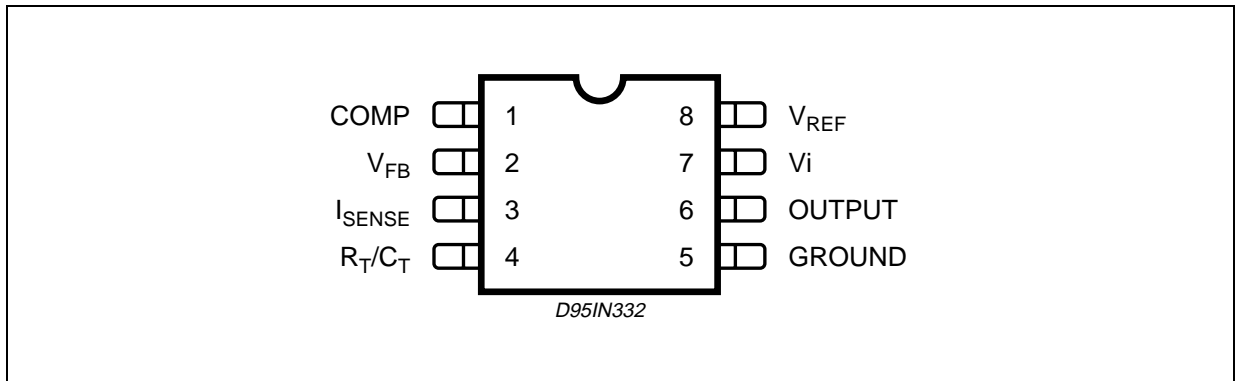 COMP 1 8 VREF
VFB 2 7 Vi
ISENSE 3 6 OUTPUT
RT/CT 4 5 GROUND
D95IN332